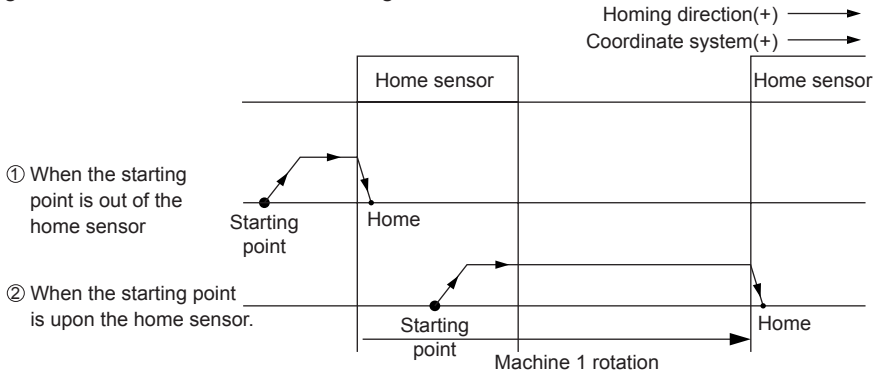 Homing direction(+)
Coordinate system(+)
Home sensor
Home sensor
① When the starting
point is out of the
home sensor
Starting
point
Home
② When the starting point
is upon the home sensor.
Starting
point
Home
Machine 1 rotation